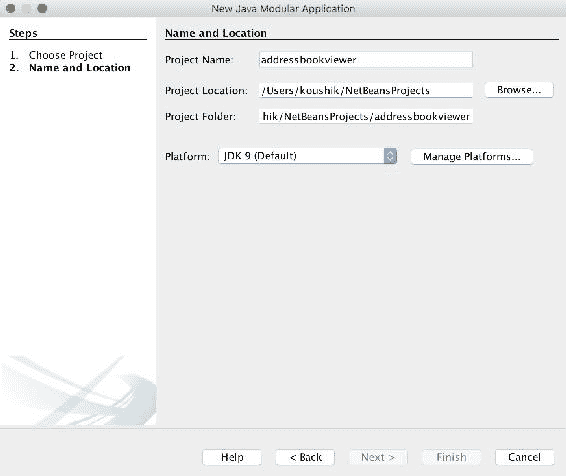 New Java Modular Application
Steps
1. Choose Project
2. Name and Location
Name and Location
Project Name: addressbookviewer
Project Location: /Users/koushik/NetBeansProjects Browse...
Project Folder: hik/NetBeansProjects/addressbookviewer
Platform: JDK 9 (Default) Manage Platforms...
Help < Back Next > Finish Cancel